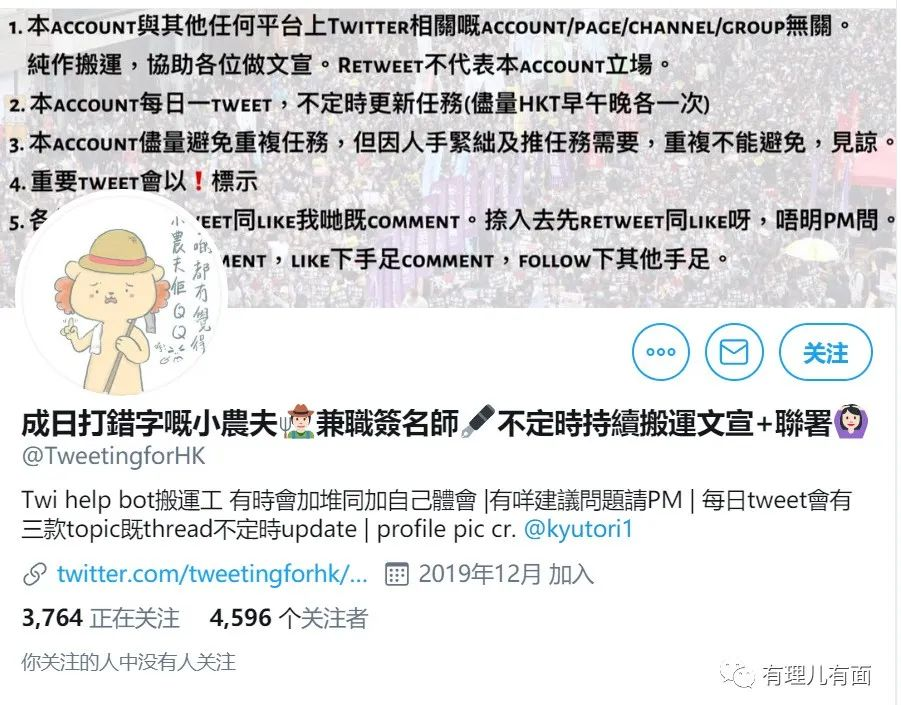 1. 本ACCOUNT與其他任何平台上TWITTER相關嘅ACCOUNT/PAGE/CHANNEL/GROUP無關。
純作搬運，協助各位做文宣。RETWEET不代表本ACCOUNT立場。
2. 本ACCOUNT每日一TWEET，不定時更新任務(儘量HKT早午晚各一次)
3. 本ACCOUNT儘量避免重複任務，但因人手緊絀及推任務需要，重複不能避免，見諒。
4. 重要TWEET會以❗標示
5. 各 EET同LIKE我哋既COMMENT。捺入去先RETWEET同LIKE呀，唔明PM問。
MENT，LIKE下手足COMMENT，FOLLOW下其他手足。
小農夫佢QQ
哋都冇覺得
关注
成日打錯字嘅小農夫👨‍🌾兼職簽名師🖋不定時持續搬運文宣+聯署🙆🏻‍♀️
@TweetingforHK
Twi help bot搬運工 有時會加堆同加自己體會 |有咩建議問題請PM | 每日tweet會有
三款topic既thread不定時update | profile pic cr. @kyutori1
twitter.com/tweetingforhk/... 2019年12月 加入
3,764 正在关注 4,596 个关注者
你关注的人中没有人关注
有理儿有面